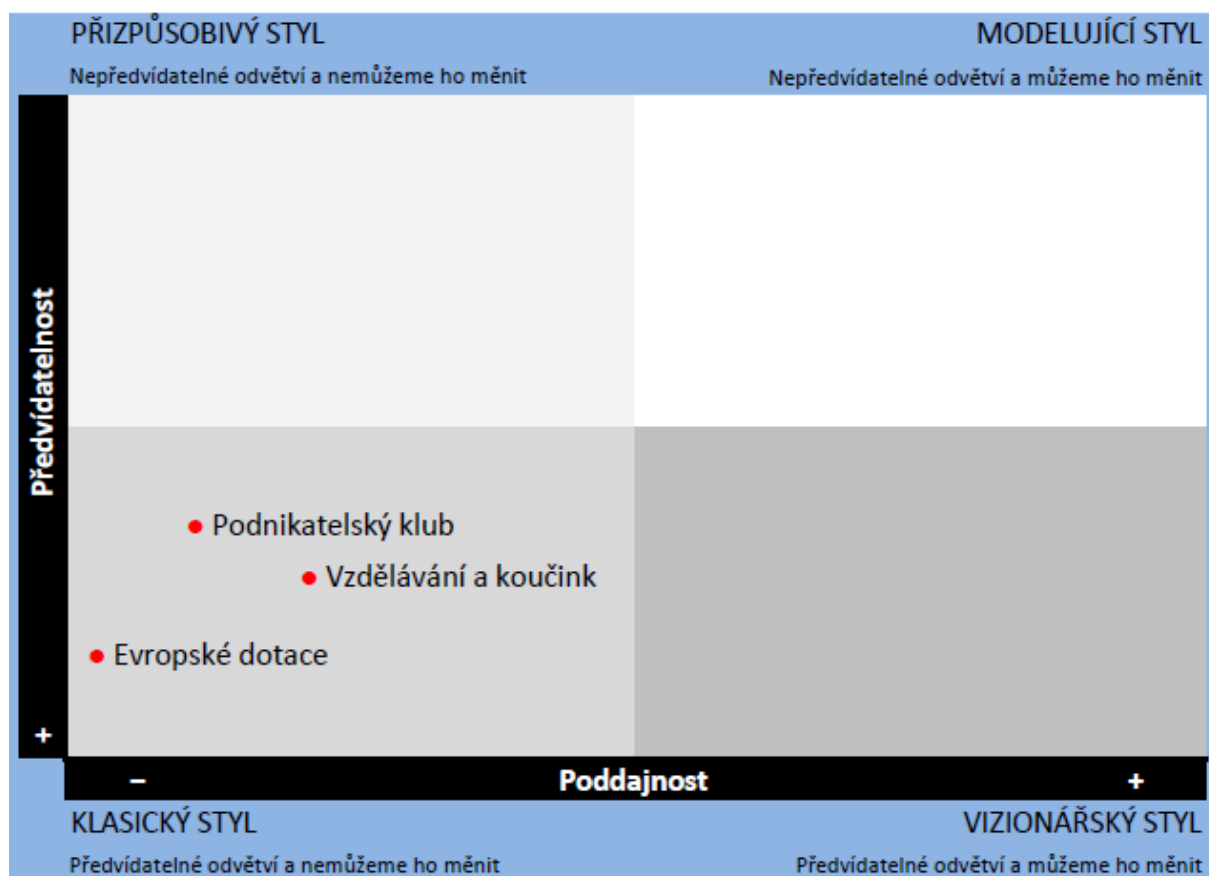 PŘIZPŮSOBIVÝ STYL
MODELUJÍCÍ STYL
Nepředvídatelné odvětví a nemůžeme ho měnit
Nepředvídatelné odvětví a můžeme ho měnit
Předvídatelnost
Podnikatelský klub
Vzdělávání a koučink
Evropské dotace
+
–
Poddajnost
+
KLASICKÝ STYL
VIZIONÁŘSKÝ STYL
Předvídatelné odvětví a nemůžeme ho měnit
Předvídatelné odvětví a můžeme ho měnit